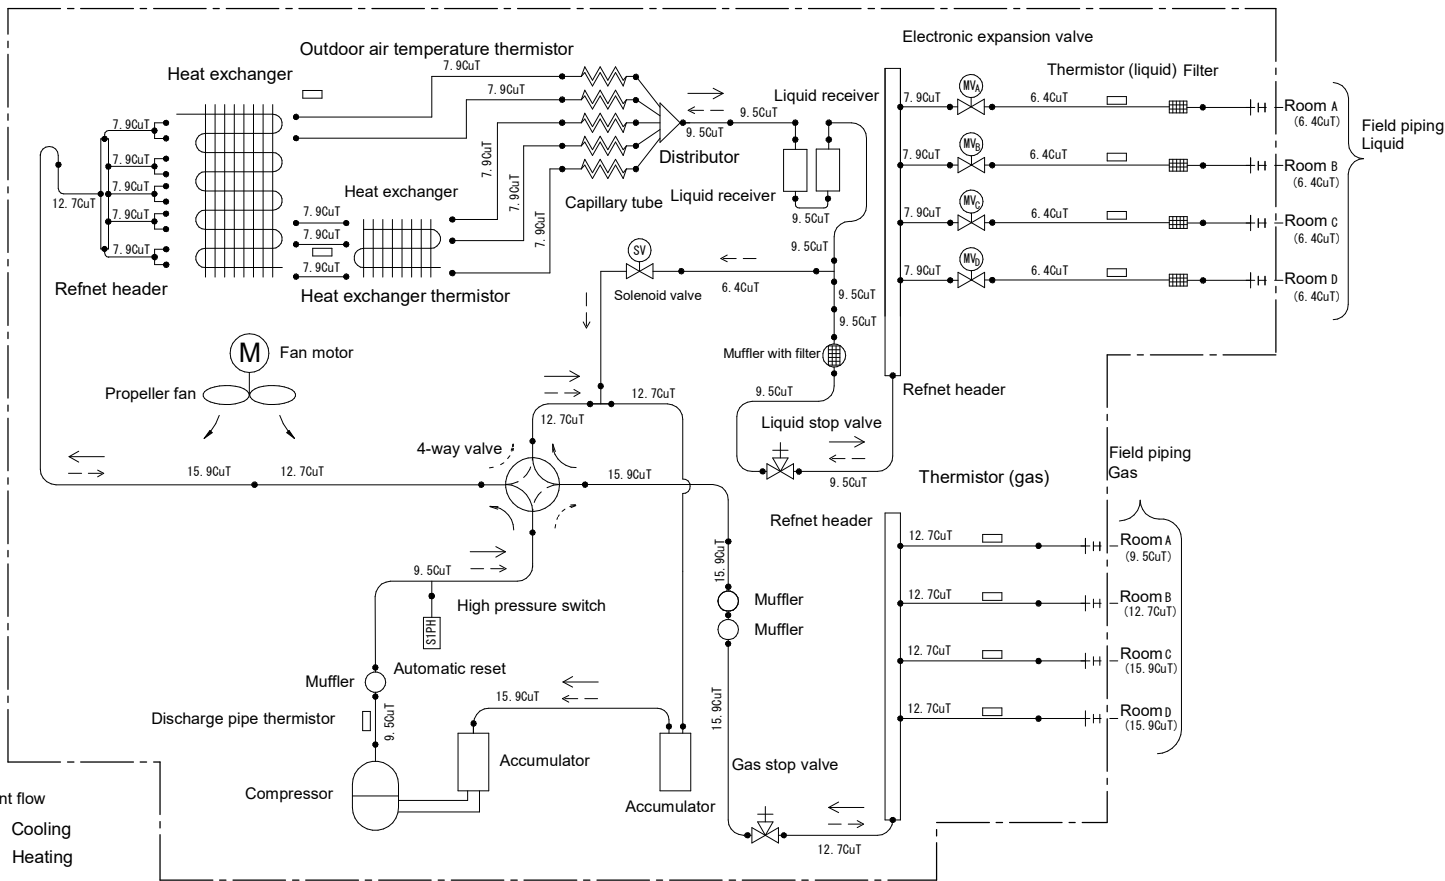 Electronic expansion valve
Outdoor air temperature thermistor
7.9CuT
Heat exchanger
Thermistor (liquid) Filter
7.9CuT
Liquid receiver
MVA
7.9CuT
6.4CuT
Room A
(6.4CuT)
9.5CuT
9.5CuT
Field piping
Liquid
7.9CuT
7.9CuT
Distributor
7.9CuT
MVB
7.9CuT
6.4CuT
Room B
(6.4CuT)
7.9CuT
12.7CuT
Heat exchanger
7.9CuT
Capillary tube
Liquid receiver
MVC
7.9CuT
6.4CuT
Room C
(6.4CuT)
7.9CuT
7.9CuT
7.9CuT
9.5CuT
7.9CuT
7.9CuT
7.9CuT
SV
9.5CuT
MVD
7.9CuT
6.4CuT
Room D
(6.4CuT)
Refnet header
Heat exchanger thermistor
Solenoid valve
6.4CuT
9.5CuT
9.5CuT
M
Fan motor
Muffler with filter
Propeller fan
12.7CuT
12.7CuT
9.5CuT
Refnet header
4-way valve
Liquid stop valve
Field piping
Gas
15.9CuT
12.7CuT
15.9CuT
9.5CuT
Thermistor (gas)
Refnet header
12.7CuT
Room A
(9.5CuT)
9.5CuT
15.9CuT
High pressure switch
Muffler
12.7CuT
Room B
(12.7CuT)
S1PH
Muffler
12.7CuT
Room C
(15.9CuT)
Automatic reset
Muffler
15.9CuT
15.9CuT
12.7CuT
Room D
(15.9CuT)
Discharge pipe thermistor
9.5CuT
Accumulator
Gas stop valve
Compressor
Accumulator
nt flow
Cooling
Heating
12.7CuT